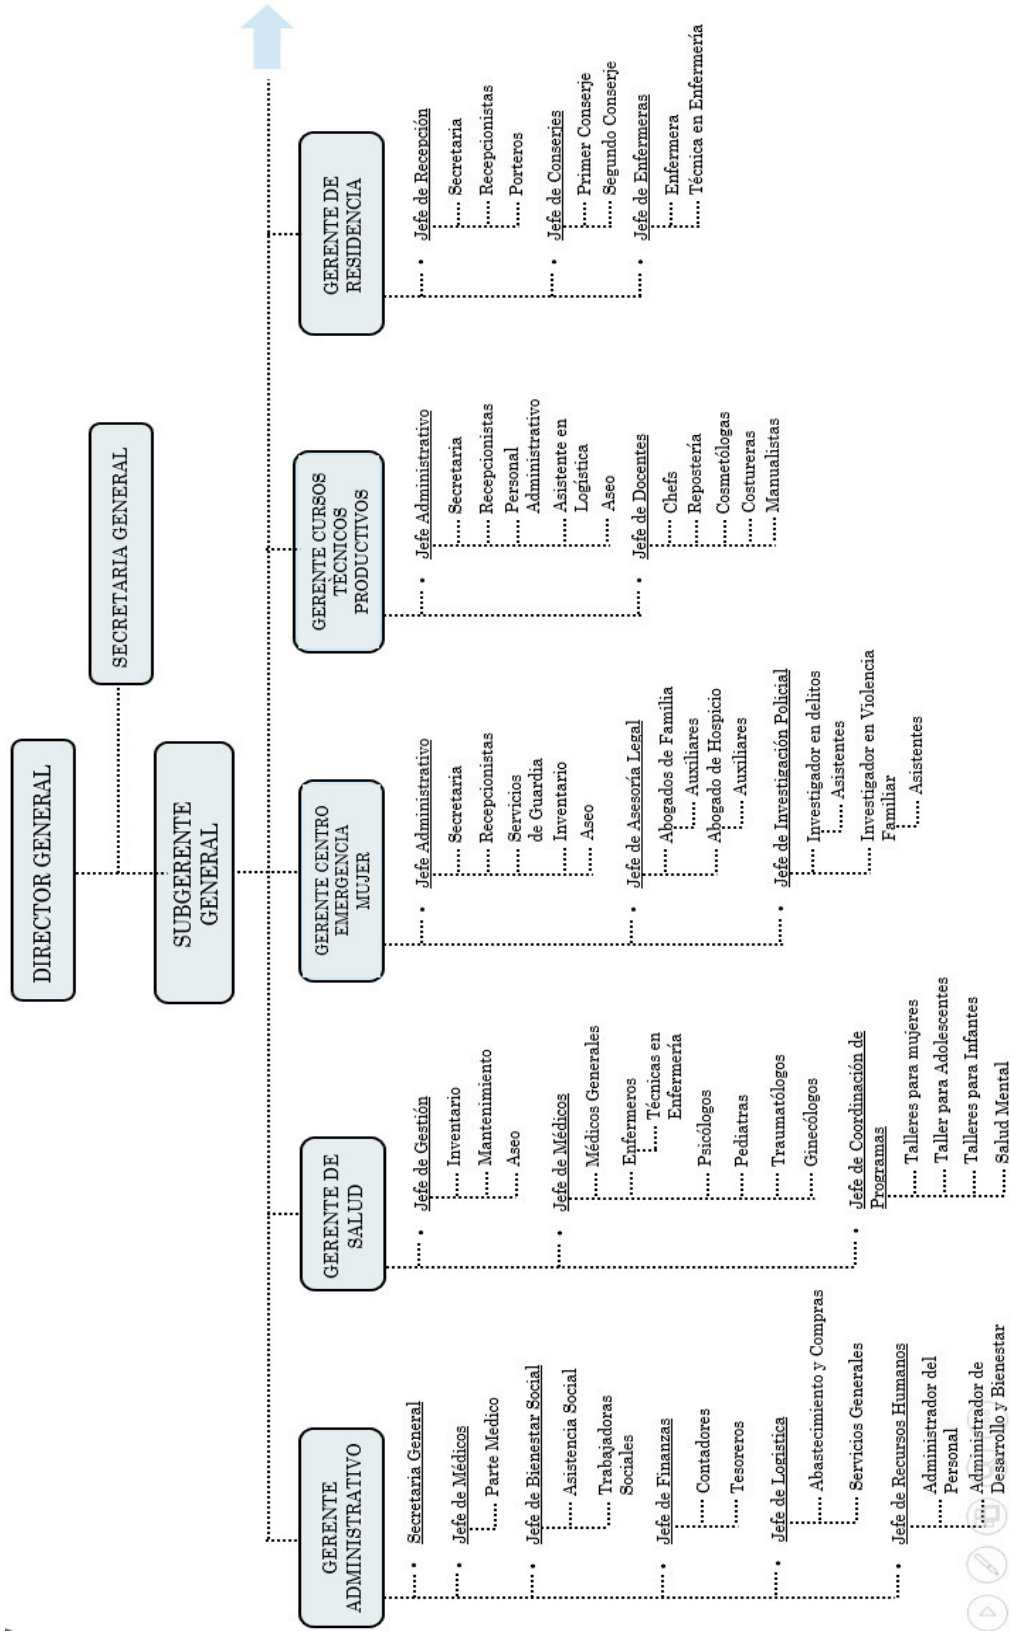 DIRECTOR GENERAL
SECRETARIA GENERAL
SUBGERENTE
GENERAL
GERENTE
ADMINISTRATIVO
Secretaria General
Jefe de Médicos
Parte Medico
Jefe de Bienestar Social
Asistencia Social
Trabajadoras
Sociales
Jefe de Finanzas
Contadores
Tesoreros
Jefe de Logistica
Abastecimiento y Compras
Servicios Generales
Jefe de Recursos Humanos
Administrador del
Personal
Administrador de
Desarrollo y Bienestar
GERENTE DE
SALUD
Jefe de Gestión
Inventario
Mantenimiento
Aseo
Jefe de Médicos
Médicos Generales
Enfermeros
Técnicas en
Enfermería
Psicólogos
Pediatras
Traumatólogos
Ginecólogos
Jefe de Coordinación de
Programas
Talleres para mujeres
Taller para Adolescentes
Talleres para Infantes
Salud Mental
GERENTE CENTRO
EMERGENCIA
MUJER
Jefe Administrativo
Secretaria
Recepcionistas
Servicios
de Guardia
Inventario
Aseo
Jefe de Asesoría Legal
Abogados de Familia
Auxiliares
Abogado de Hospicio
Auxiliares
Jefe de Investigación Policial
Investigador en delitos
Asistentes
Investigador en Violencia
Familiar
Asistentes
GERENTE CURSOS
TÉCNICOS
PRODUCTIVOS
Jefe Administrativo
Secretaria
Recepcionistas
Personal
Administrativo
Asistente en
Logística
Aseo
Jefe de Docentes
Chefs
Repostería
Cosmetólogas
Costureras
Manualistas
GERENTE DE
RESIDENCIA
Jefe de Recepción
Secretaria
Recepcionistas
Porteros
Jefe de Conserjes
Primer Conserje
Segundo Conserje
Jefe de Enfermeras
Enfermera
Técnica en Enfermería